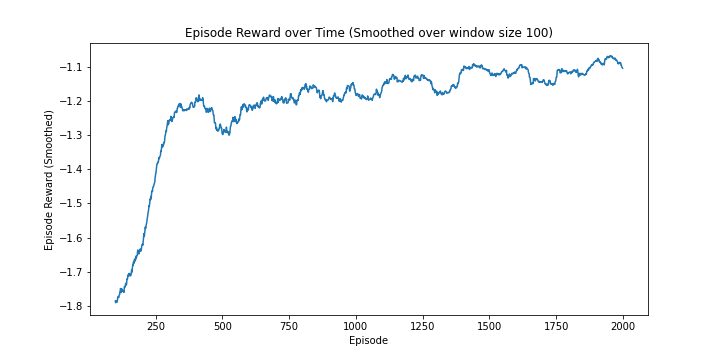 Episode Reward over Time (Smoothed over window size 100)
−1.1
−1.2
−1.3
−1.4
−1.5
−1.6
−1.7
−1.8
Episode Reward (Smoothed)
250 500 750 1000 1250 1500 1750 2000
Episode